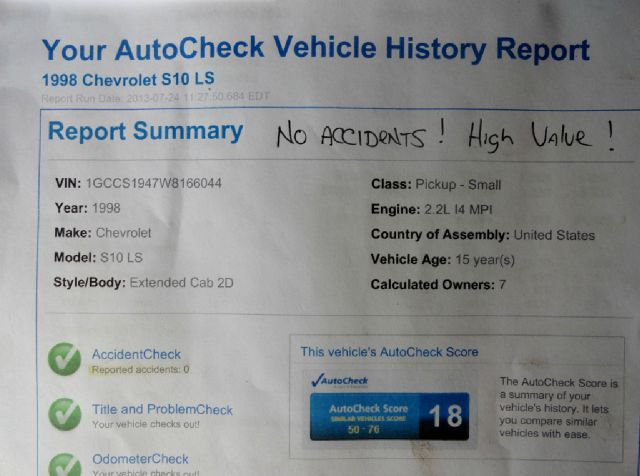 Your AutoCheck Vehicle History Report
1998 Chevrolet S10 LS
Report Run Date: 2013-07-24 11:27:50.684 EDT
Report Summary NO ACCIDENTS! High Value!
VIN: 1GCCS1947W8166044
Year: 1998
Make: Chevrolet
Model: S10 LS
Style/Body: Extended Cab 2D
Class: Pickup - Small
Engine: 2.2L I4 MPI
Country of Assembly: United States
Vehicle Age: 15 year(s)
Calculated Owners: 7
AccidentCheck
Reported accidents: 0
Title and ProblemCheck
Your vehicle checks out!
OdometerCheck
Your vehicle checks out!
This vehicle's AutoCheck Score
AutoCheck
AutoCheck Score
SIMILAR VEHICLES SCORE
50 - 76
18
The AutoCheck Score is
a summary of your
vehicle's history. It lets
you compare similar
vehicles with ease.